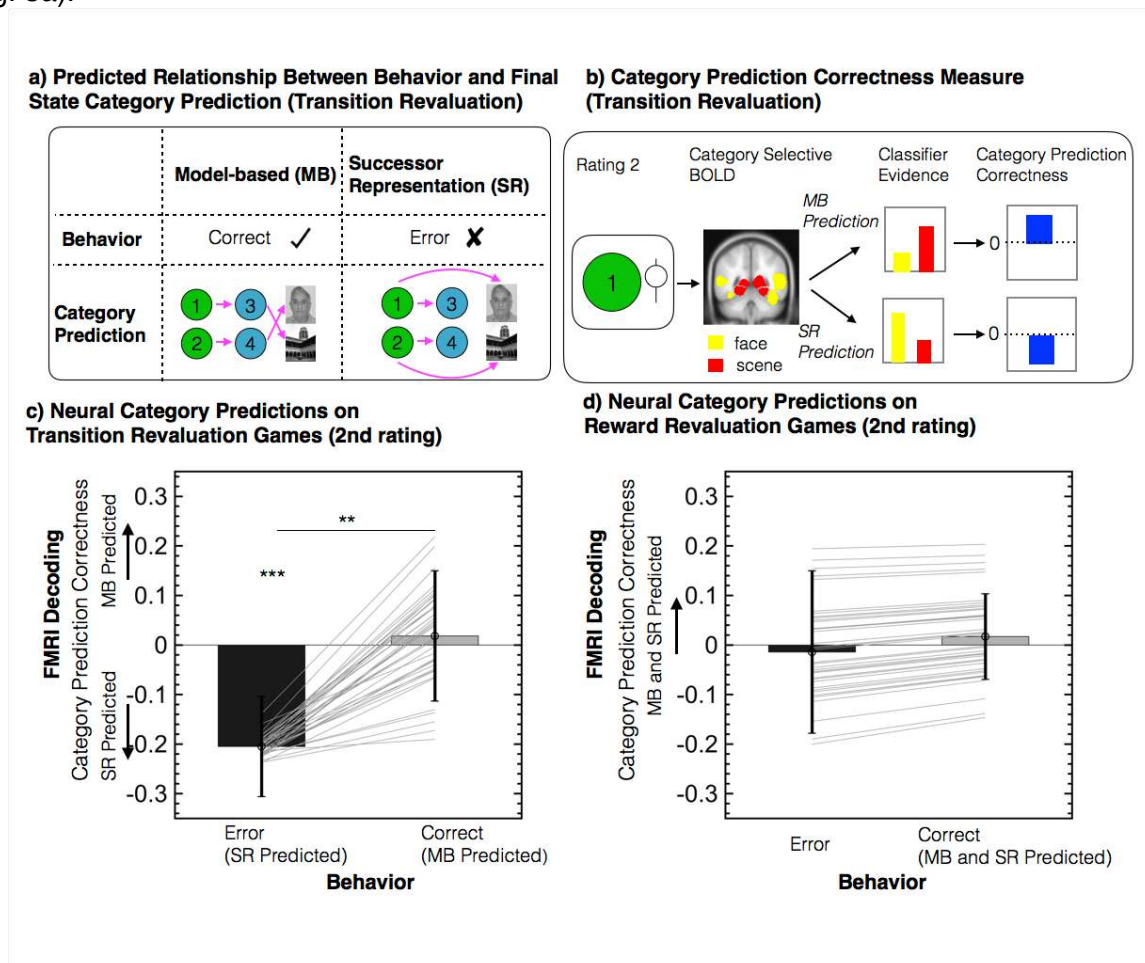 g. 3a).
a) Predicted Relationship Between Behavior and Final
State Category Prediction (Transition Revaluation)
Model-based (MB)
Successor
Representation (SR)
Behavior
Correct ✓
Error ✘
Category
Prediction
1 3
2 4
1 3
2 4
b) Category Prediction Correctness Measure
(Transition Revaluation)
Rating 2
Category Selective
BOLD
Classifier
Evidence
Category Prediction
Correctness
1
MB
Prediction
SR
Prediction
face
scene
0
0
c) Neural Category Predictions on
Transition Revaluation Games (2nd rating)
FMRI Decoding
Category Prediction Correctness
SR Predicted
MB Predicted
0.3
0.2
0.1
0
-0.1
-0.2
-0.3
**
***
Error
(SR Predicted)
Correct
(MB Predicted)
Behavior
d) Neural Category Predictions on
Reward Revaluation Games (2nd rating)
FMRI Decoding
Category Prediction Correctness
MB and SR Predicted
0.3
0.2
0.1
0
-0.1
-0.2
-0.3
Error
Correct
(MB and SR Predicted)
Behavior